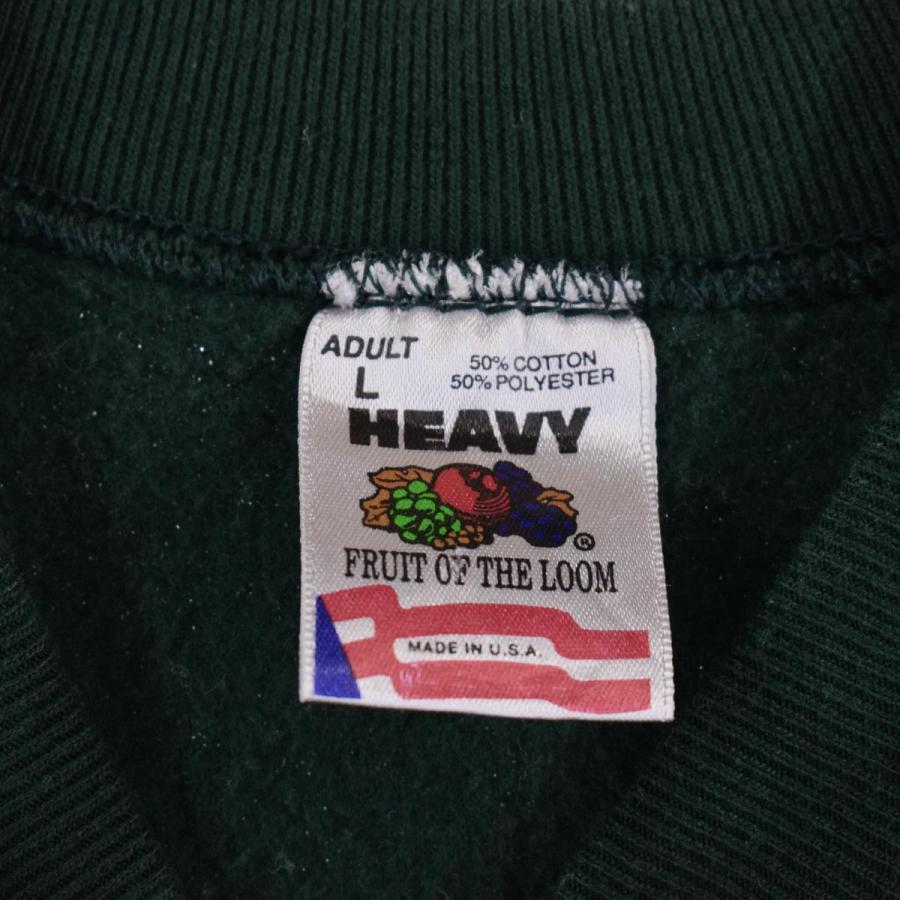 ADULT
L
50% COTTON
50% POLYESTER
HEAVY
®
FRUIT OF THE LOOM
MADE IN U.S.A.